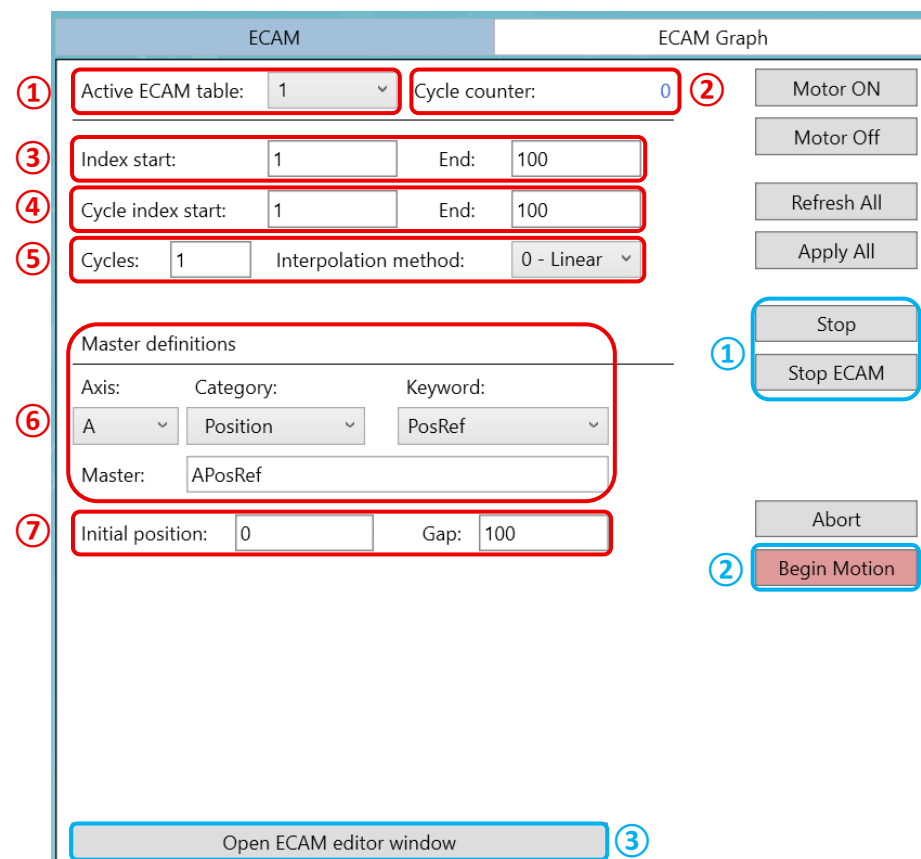 ECAM ECAM Graph
① Active ECAM table: 1 Cycle counter: 0 ② Motor ON
Motor Off
③ Index start: 1 End: 100
④ Cycle index start: 1 End: 100 Refresh All
⑤ Cycles: 1 Interpolation method: 0 - Linear Apply All
Stop
Master definitions ①
Stop ECAM
Axis: Category: Keyword:
⑥ A Position PosRef
Master: APosRef
Abort
⑦ Initial position: 0 Gap: 100
② Begin Motion
Open ECAM editor window ③